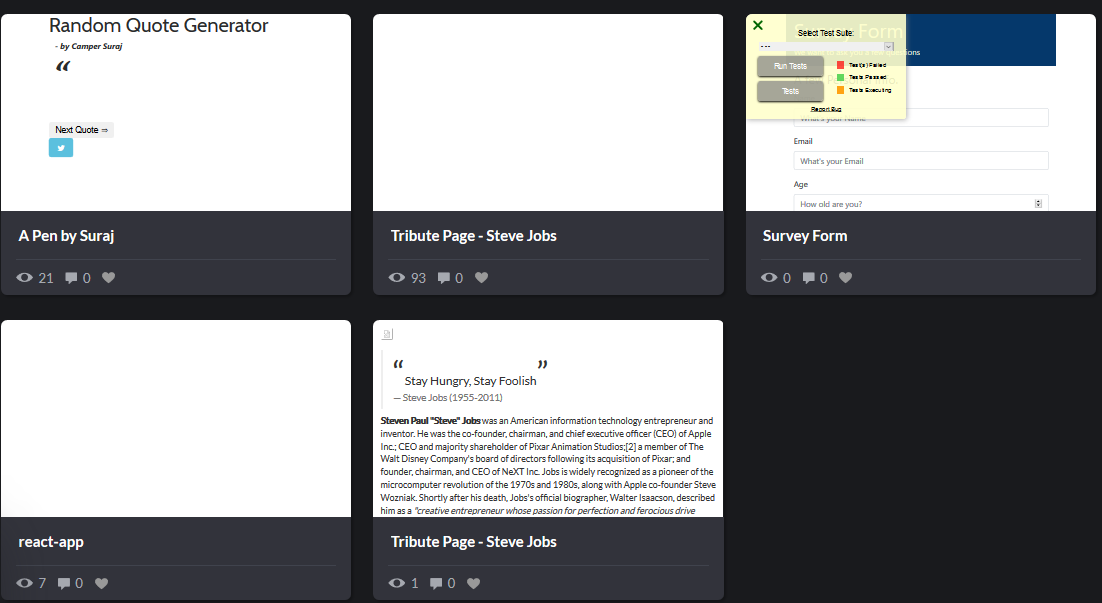 Random Quote Generator
- by Camper Suraj
“
Next Quote ⇒
A Pen by Suraj
21 0
Tribute Page - Steve Jobs
93 0
Select Test Suite:
---
Run Tests
Test(s) Failed
Tests Passed
Tests
Tests Executing
Report Bug
Form
What's your Name
Email
What's your Email
Age
How old are you?
Survey Form
0 0
react-app
7 0
“ ”
Stay Hungry, Stay Foolish
— Steve Jobs (1955-2011)
Steven Paul "Steve" Jobs was an American information technology entrepreneur and
inventor. He was the co-founder, chairman, and chief executive officer (CEO) of Apple
Inc.; CEO and majority shareholder of Pixar Animation Studios;[2] a member of The
Walt Disney Company's board of directors following its acquisition of Pixar; and
founder, chairman, and CEO of NeXT Inc. Jobs is widely recognized as a pioneer of the
microcomputer revolution of the 1970s and 1980s, along with Apple co-founder Steve
Wozniak. Shortly after his death, Jobs's official biographer, Walter Isaacson, described
him as a "creative entrepreneur whose passion for perfection and ferocious drive
Tribute Page - Steve Jobs
1 0